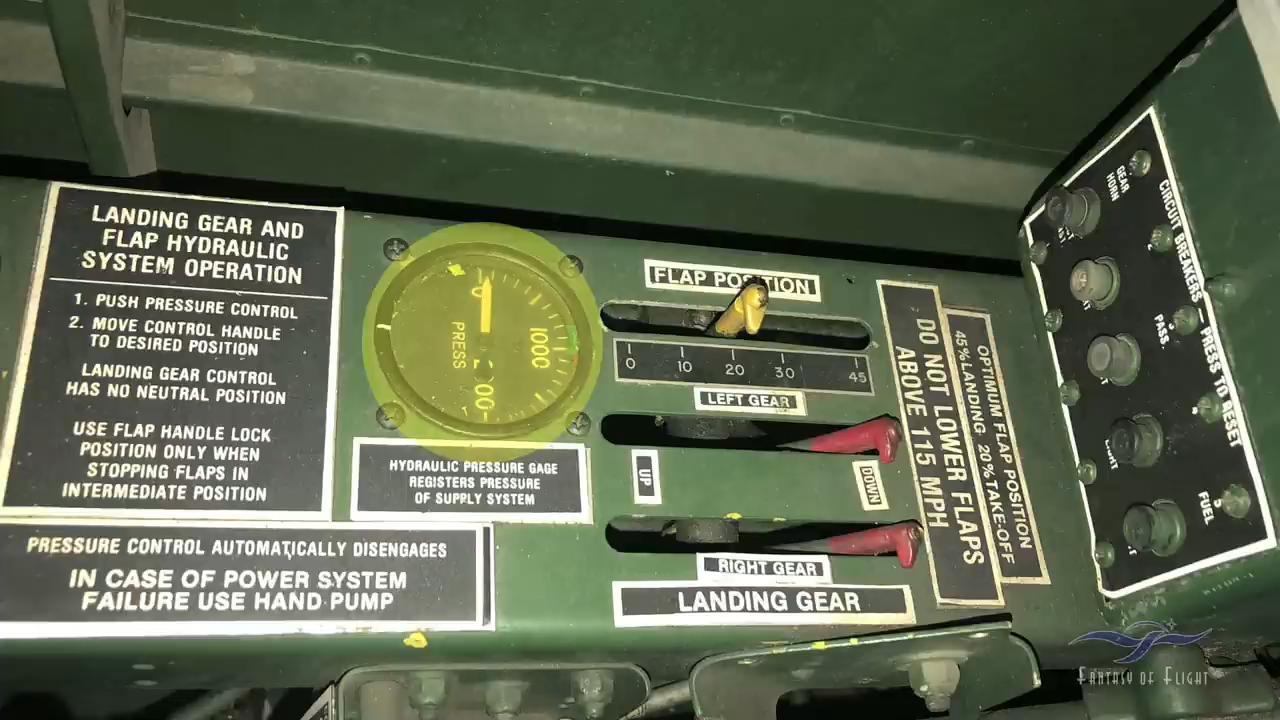 LANDING GEAR AND
FLAP HYDRAULIC
SYSTEM OPERATION
1. PUSH PRESSURE CONTROL
2. MOVE CONTROL HANDLE
TO DESIRED POSITION
LANDING GEAR CONTROL
HAS NO NEUTRAL POSITION
USE FLAP HANDLE LOCK
POSITION ONLY WHEN
STOPPING FLAPS IN
INTERMEDIATE POSITION
PRESSURE CONTROL AUTOMATICALLY DISENGAGES
IN CASE OF POWER SYSTEM
FAILURE USE HAND PUMP
0
1000
PRESS
HYDRAULIC PRESSURE GAGE
REGISTERS PRESSURE
OF SUPPLY SYSTEM
FLAP POSITION
0 10 20 30 45
LEFT GEAR
UP
DOWN
RIGHT GEAR
LANDING GEAR
DO NOT LOWER FLAPS
ABOVE 115 MPH
OPTIMUM FLAP POSITION
45% LANDING 20% TAKE-OFF
CIRCUIT BREAKERS – PRESS TO RESET
GEAR
HORN
PASS
FUEL
FANTASY OF FLIGHT